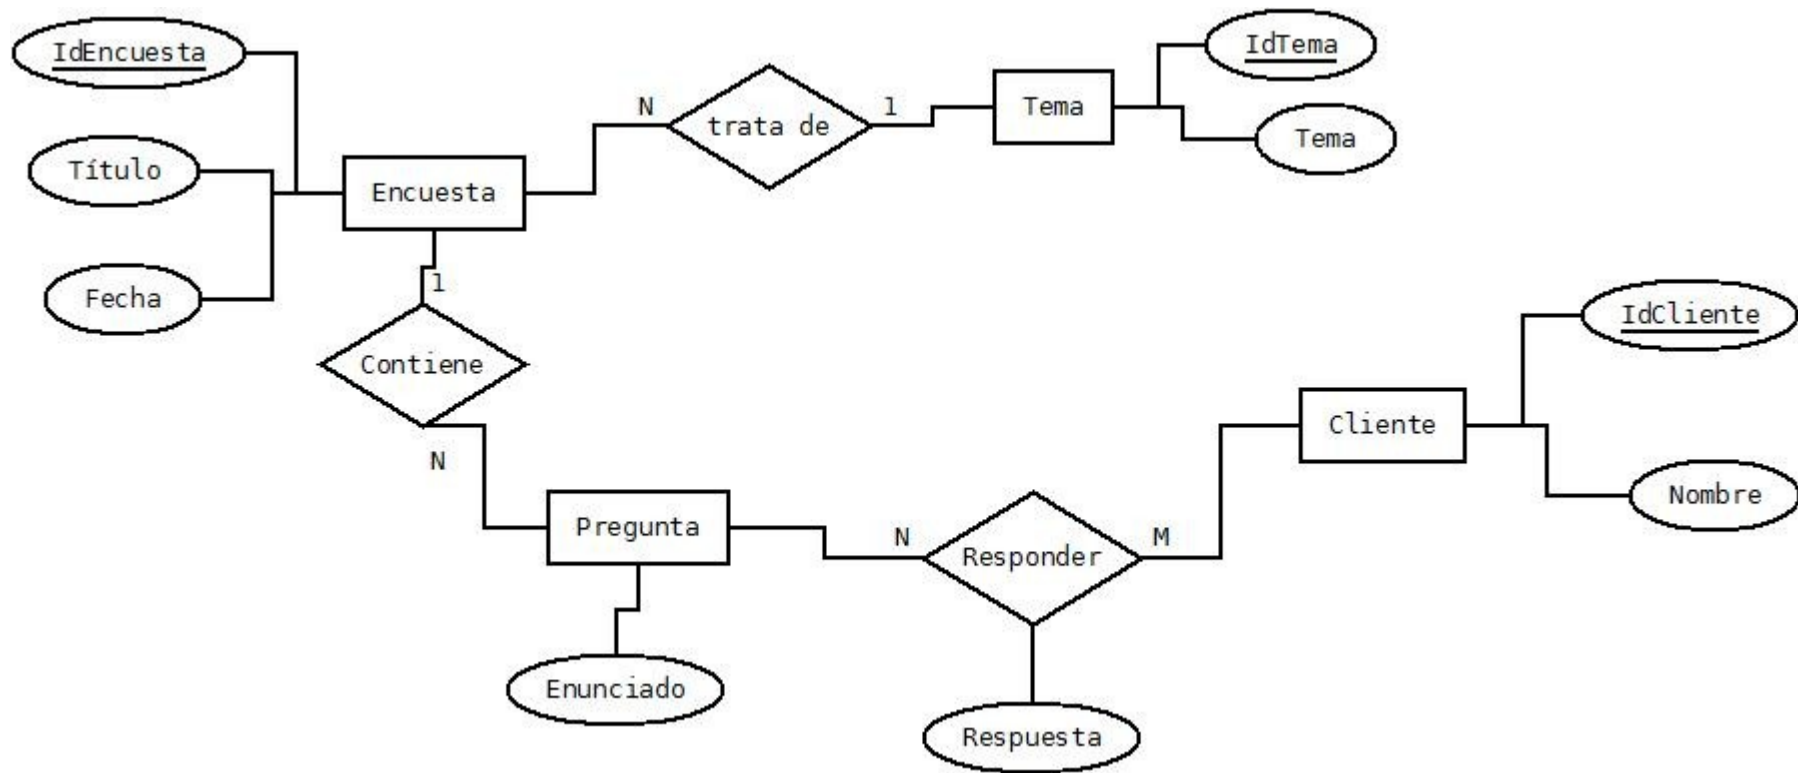 IdEncuesta
Título
Fecha
Encuesta
N
trata de
1
Tema
IdTema
Tema
1
Contiene
N
Pregunta
Enunciado
N
Responder
M
Respuesta
Cliente
IdCliente
Nombre